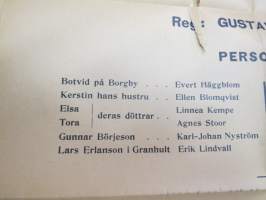 Reg: GUSTA
PERSO
Botvid på Borgby . . . Evert Häggblom
Kerstin hans hustru . . Ellen Blomqvist
Elsa } deras döttrar . . Linnea Kempe
Tora } Agnes Stoor
Gunnar Börjeson . . . Karl-Johan Nyström
Lars Erlanson i Granhult Erik Lindvall